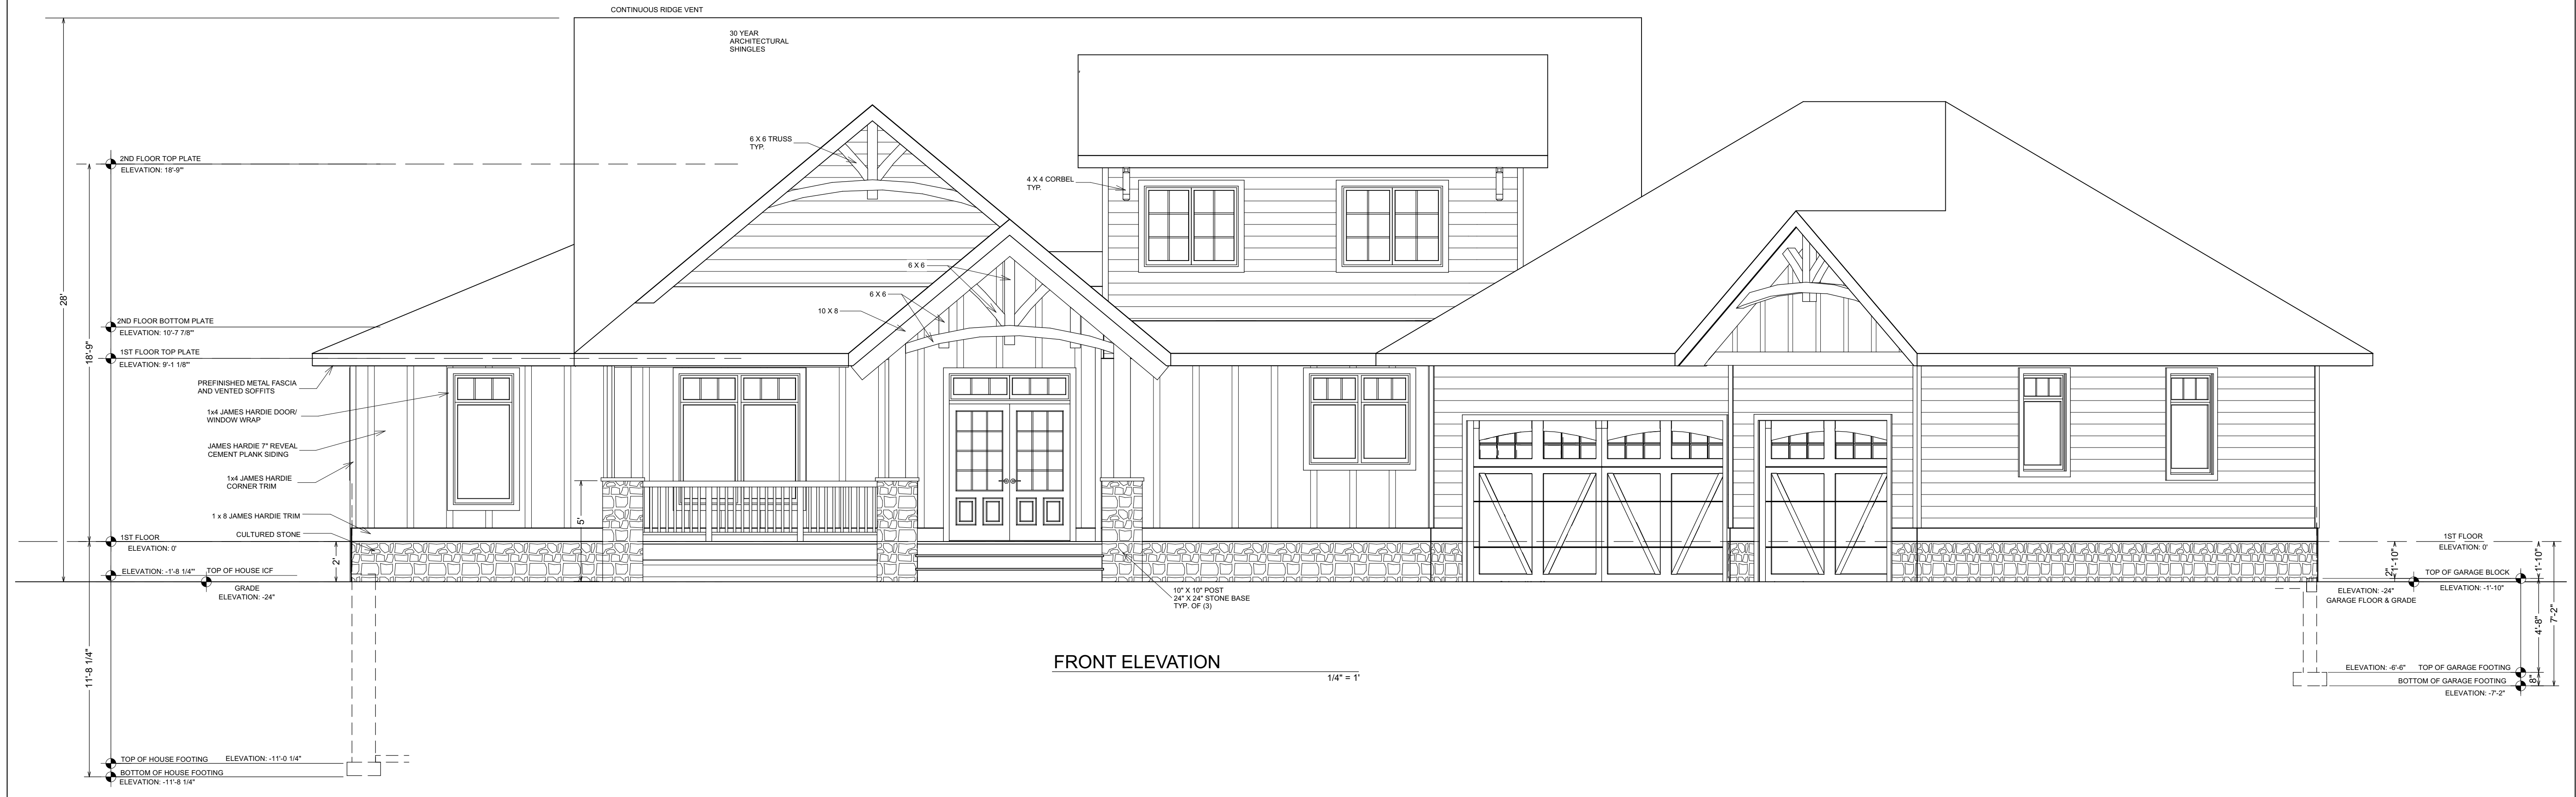 CONTINUOUS RIDGE VENT
30 YEAR
ARCHITECTURAL
SHINGLES
28'
2ND FLOOR TOP PLATE
ELEVATION: 18'-9"'
6 X 6 TRUSS
TYP.
4 X 4 CORBEL
TYP.
6 X 6
6 X 6
10 X 8
2ND FLOOR BOTTOM PLATE
ELEVATION: 10'-7 7/8"'
18'-9"
1ST FLOOR TOP PLATE
ELEVATION: 9'-1 1/8"'
PREFINISHED METAL FASCIA
AND VENTED SOFFITS
1x4 JAMES HARDIE DOOR/
WINDOW WRAP
JAMES HARDIE 7" REVEAL
CEMENT PLANK SIDING
1x4 JAMES HARDIE
CORNER TRIM
1 x 8 JAMES HARDIE TRIM
CULTURED STONE
5'
2'
1ST FLOOR
ELEVATION: 0'
ELEVATION: -1'-8 1/4"'
TOP OF HOUSE ICF
GRADE
ELEVATION: -24"
10" X 10" POST
24" X 24" STONE BASE
TYP. OF (3)
1ST FLOOR
ELEVATION: 0'
2"
1'-10"
1'-10"
TOP OF GARAGE BLOCK
ELEVATION: -1'-10"
ELEVATION: -24"
GARAGE FLOOR & GRADE
4'-8"
7'-2"
11'-8 1/4"
FRONT ELEVATION
1/4" = 1'
ELEVATION: -6'-6"
TOP OF GARAGE FOOTING
8"
BOTTOM OF GARAGE FOOTING
ELEVATION: -7'-2"
TOP OF HOUSE FOOTING
ELEVATION: -11'-0 1/4"
BOTTOM OF HOUSE FOOTING
ELEVATION: -11'-8 1/4"